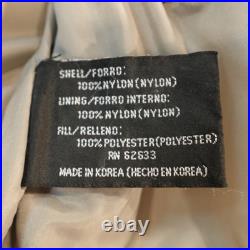 SHELL/FORRO:
100% NYLON (NYLON)
LINING/FORRO INTERNO:
100% NYLON (NYLON)
FILL/RELLENO:
100% POLYESTER (POLYESTER)
RN 62633
MADE IN KOREA (HECHO EN KOREA)